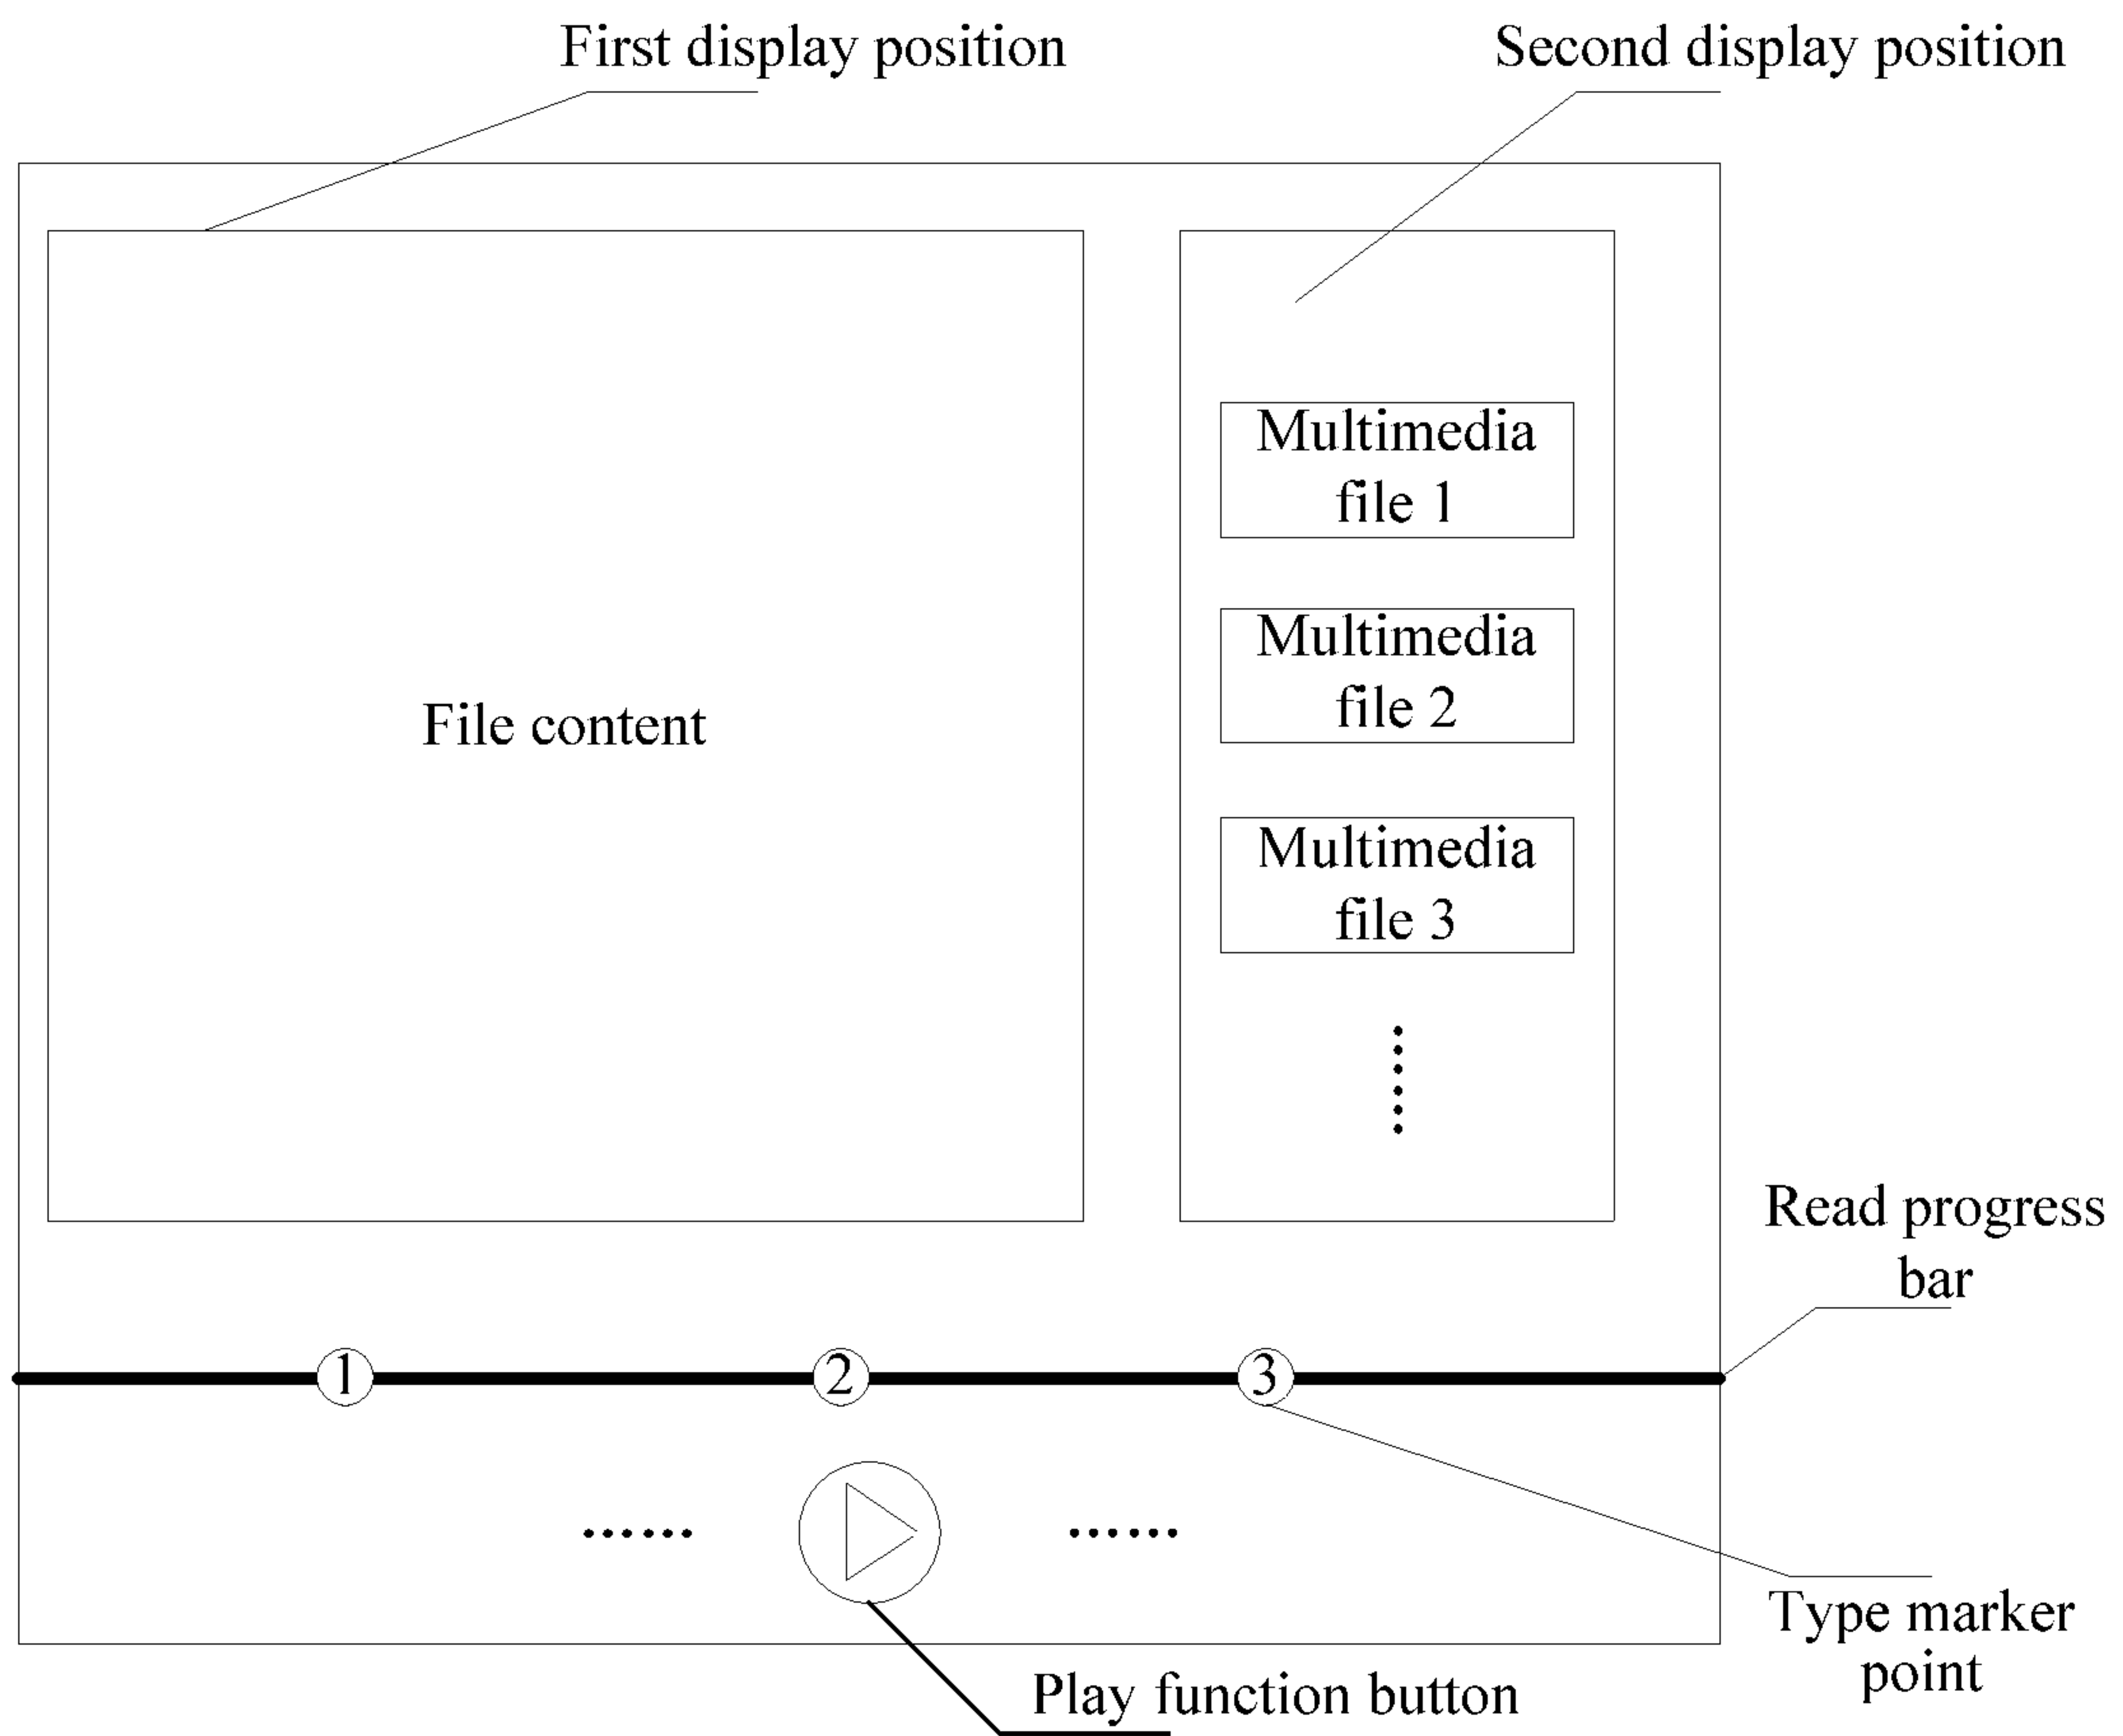 First display position
Second display position
Multimedia
file 1
Multimedia
file 2
File content
Multimedia
file 3
Read progress
bar
1
2
3
Type marker
point
Play function button